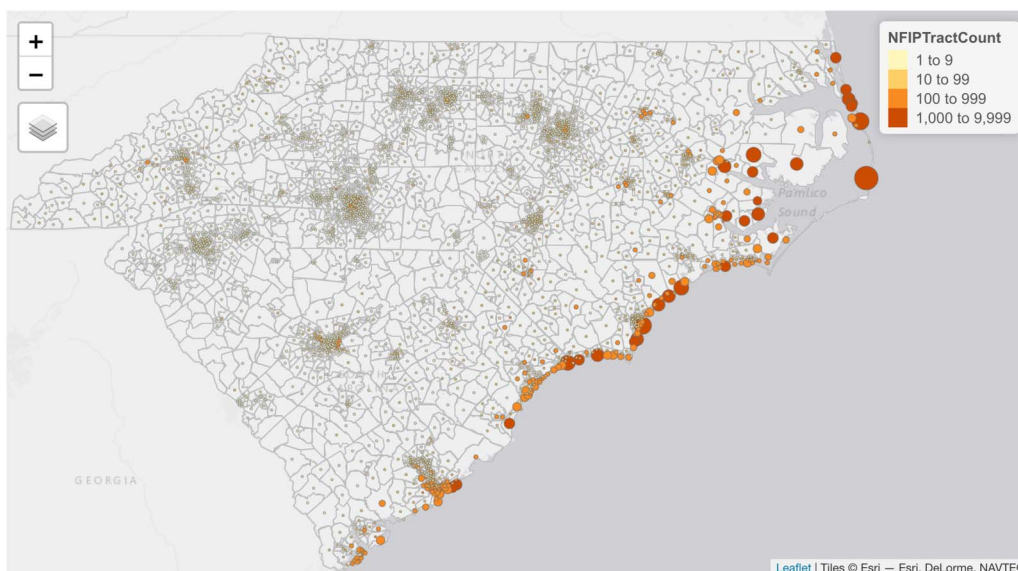 +
−
NFIPTractCount
1 to 9
10 to 99
100 to 999
1,000 to 9,999
Pamlico
Sound
GEORGIA
Leaflet | Tiles © Esri — Esri, DeLorme, NAVTEQ